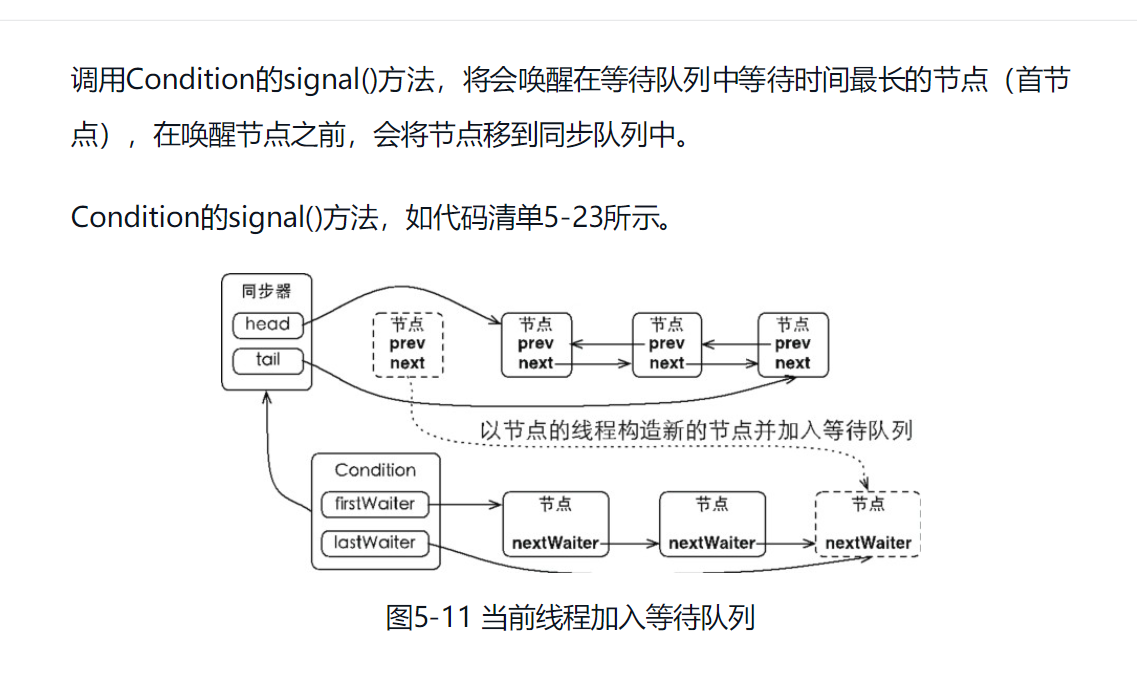 调用Condition的signal()方法，将会唤醒在等待队列中等待时间最长的节点（首节
点），在唤醒节点之前，会将节点移到同步队列中。
Condition的signal()方法，如代码清单5-23所示。
同步器
head
tail
节点
prev
next
节点
prev
next
节点
prev
next
节点
prev
next
以节点的线程构造新的节点并加入等待队列
Condition
firstWaiter
lastWaiter
节点
nextWaiter
节点
nextWaiter
节点
nextWaiter
图5-11 当前线程加入等待队列